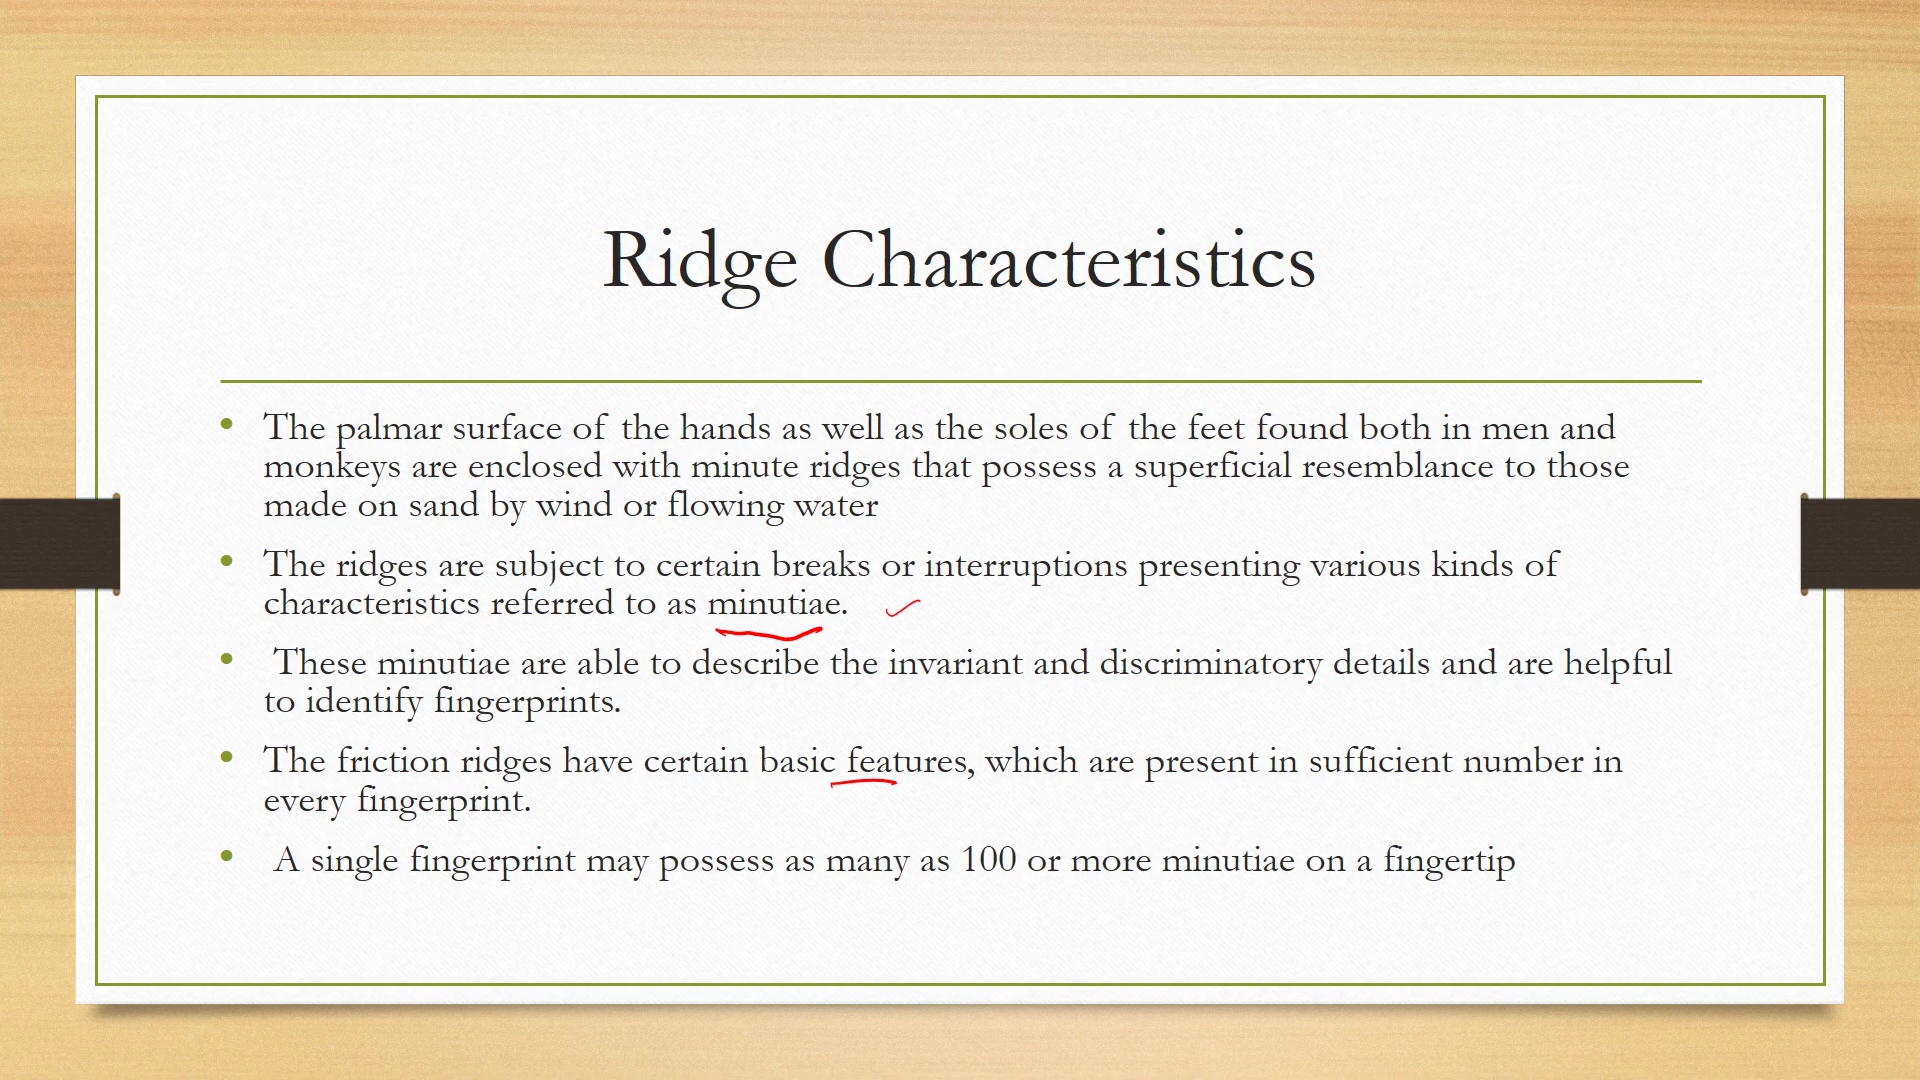 Ridge Characteristics
• The palmar surface of the hands as well as the soles of the feet found both in men and
monkeys are enclosed with minute ridges that possess a superficial resemblance to those
made on sand by wind or flowing water
• The ridges are subject to certain breaks or interruptions presenting various kinds of
characteristics referred to as minutiae.
• These minutiae are able to describe the invariant and discriminatory details and are helpful
to identify fingerprints.
• The friction ridges have certain basic features, which are present in sufficient number in
every fingerprint.
• A single fingerprint may possess as many as 100 or more minutiae on a fingertip